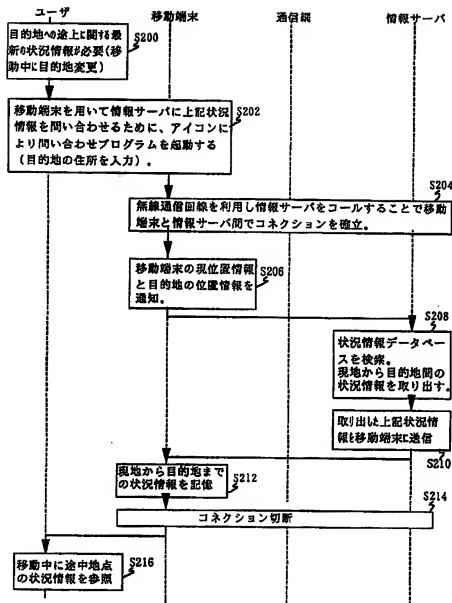 ユーザ
移動端末
通信網
情報サーバ
目的地への途上に関する最
新の状況情報が必要(移
動中に目的地変更)
S200
移動端末を用いて情報サーバに上記状況
情報を問い合わせるために、アイコンに
より問い合わせプログラムを起動する
(目的地の住所を入力)。
S202
S204
無線通信回線を利用し情報サーバをコールすることで移動
端末と情報サーバ間でコネクションを確立。
移動端末の現位置情報
と目的地の位置情報を
通知。
S206
S208
状況情報データベー
スを検索。
現地から目的地間の
状況情報を取り出す。
取り出した上記状況情
報を移動端末に送信
S210
現地から目的地まで
の状況情報を記憶
S212
S214
コネクション切断
移動中に途中地点
の状況情報を参照
S216